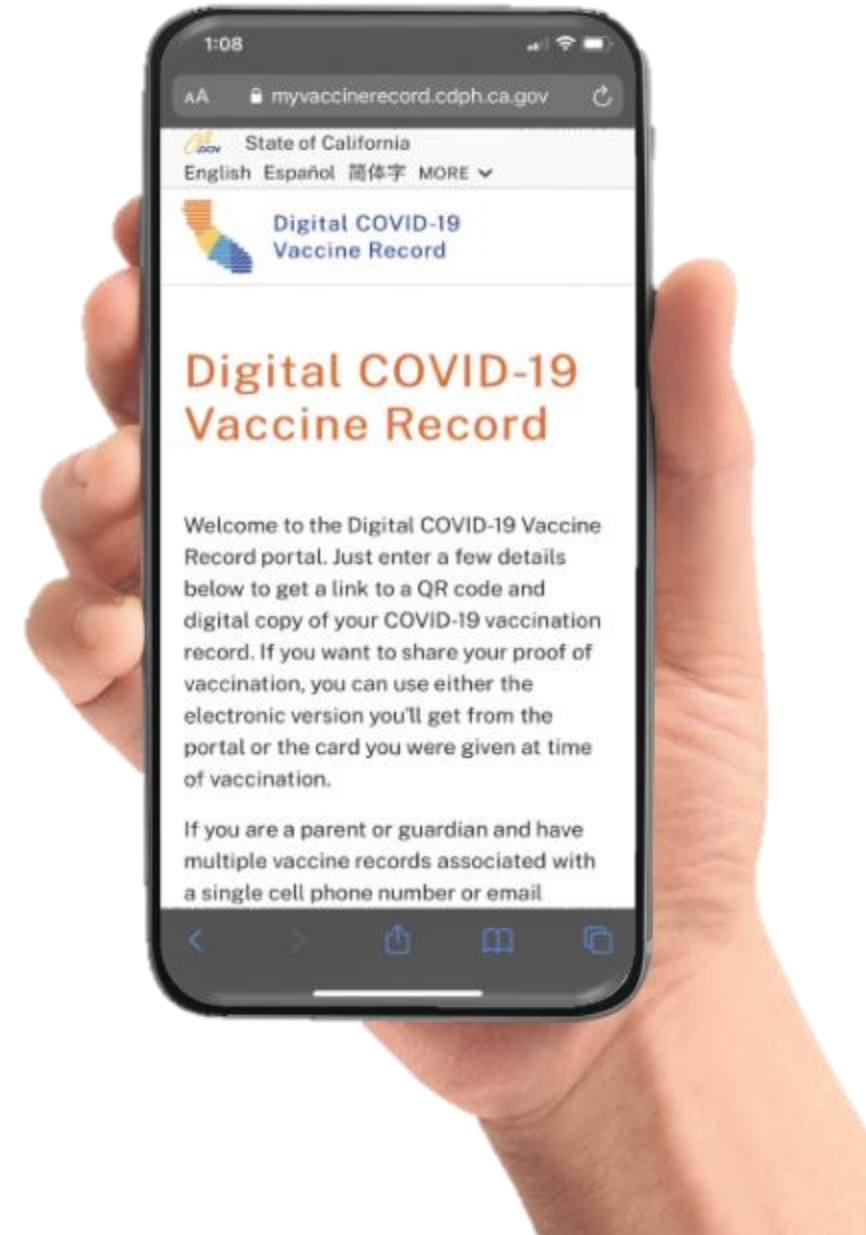 1:08
AA myvaccinerecord.cdph.ca.gov
CA.GOV State of California
English Español 简体字 MORE
Digital COVID-19
Vaccine Record
Digital COVID-19
Vaccine Record
Welcome to the Digital COVID-19 Vaccine
Record portal. Just enter a few details
below to get a link to a QR code and
digital copy of your COVID-19 vaccination
record. If you want to share your proof of
vaccination, you can use either the
electronic version you'll get from the
portal or the card you were given at time
of vaccination.
If you are a parent or guardian and have
multiple vaccine records associated with
a single cell phone number or email